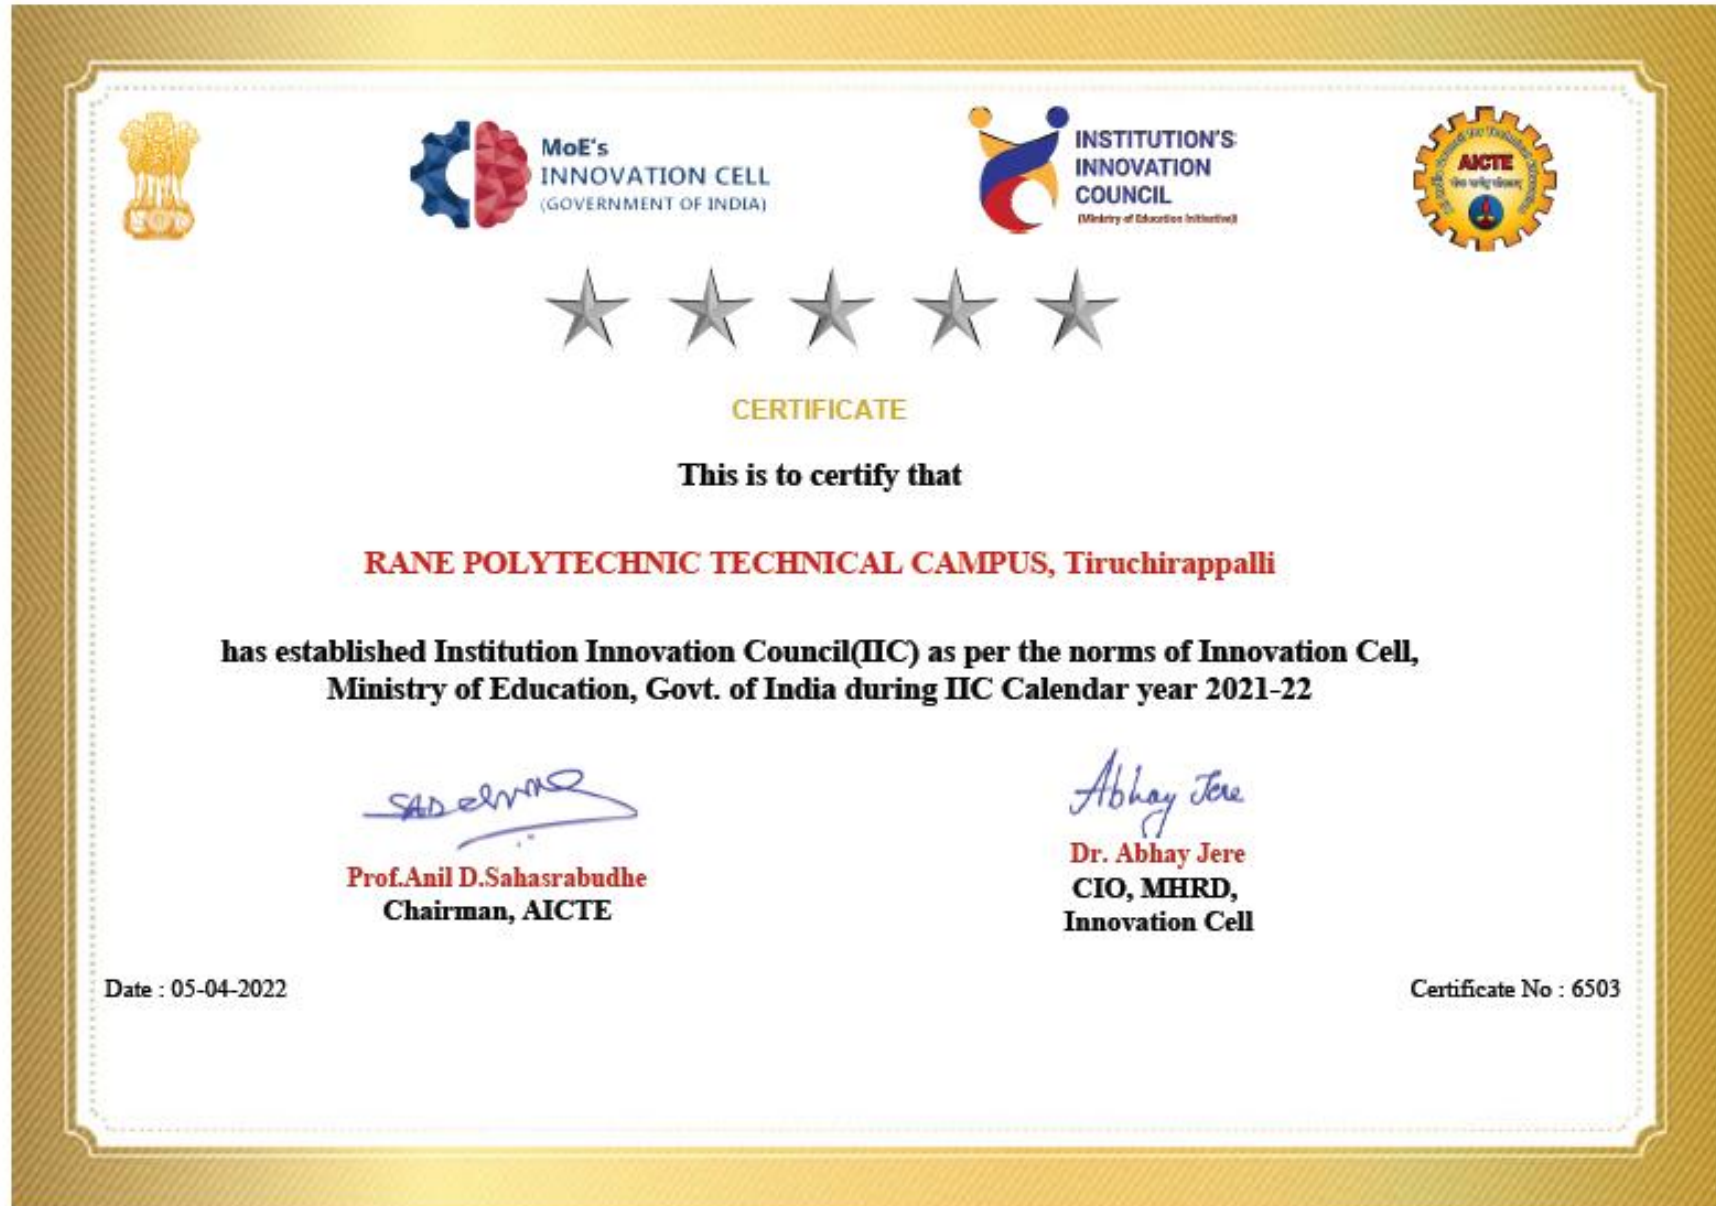 MoE's
INNOVATION CELL
(GOVERNMENT OF INDIA)
INSTITUTION'S
INNOVATION
COUNCIL
(Ministry of Education Initiative)
AICTE
CERTIFICATE
This is to certify that
RANE POLYTECHNIC TECHNICAL CAMPUS, Tiruchirappalli
has established Institution Innovation Council(IIC) as per the norms of Innovation Cell,
Ministry of Education, Govt. of India during IIC Calendar year 2021-22
Abhay Jere
Prof.Anil D.Sahasrabudhe
Chairman, AICTE
Dr. Abhay Jere
CIO, MHRD,
Innovation Cell
Date : 05-04-2022
Certificate No : 6503